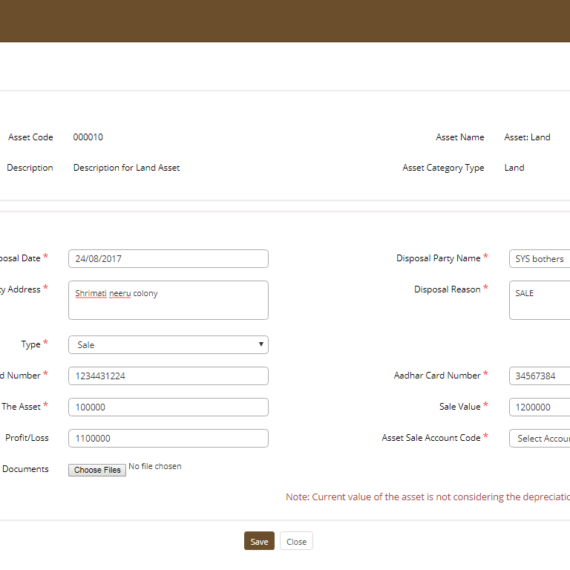 Asset Code 000010 Asset Name Asset: Land
Description Description for Land Asset Asset Category Type Land
posal Date * 24/08/2017 Disposal Party Name * SYS bothers
ty Address * Shrimati neeru colony Disposal Reason * SALE
Type * Sale
d Number * 1234431224 Aadhar Card Number * 34567384
The Asset * 100000 Sale Value * 1200000
Profit/Loss 1100000 Asset Sale Account Code * Select Accou
Documents Choose Files No file chosen
Note: Current value of the asset is not considering the depreciatio
Save Close